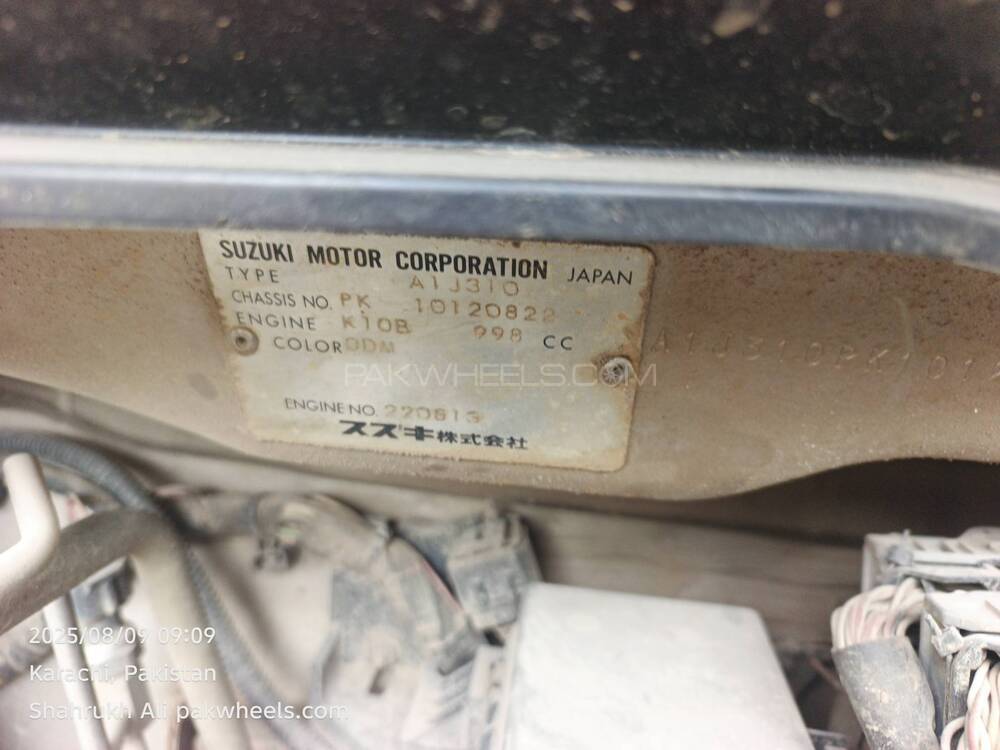 SUZUKI MOTOR CORPORATION JAPAN
TYPE A1J310
CHASSIS NO. PK 10120822
ENGINE K10B 998 CC
COLOR
PAKWHEELS.COM
ENGINE NO. 220813
スズキ株式会社
A1J310PK1012
2025/08/09 09:09
Karachi, Pakistan
Shahrukh Ali pakwheels.com